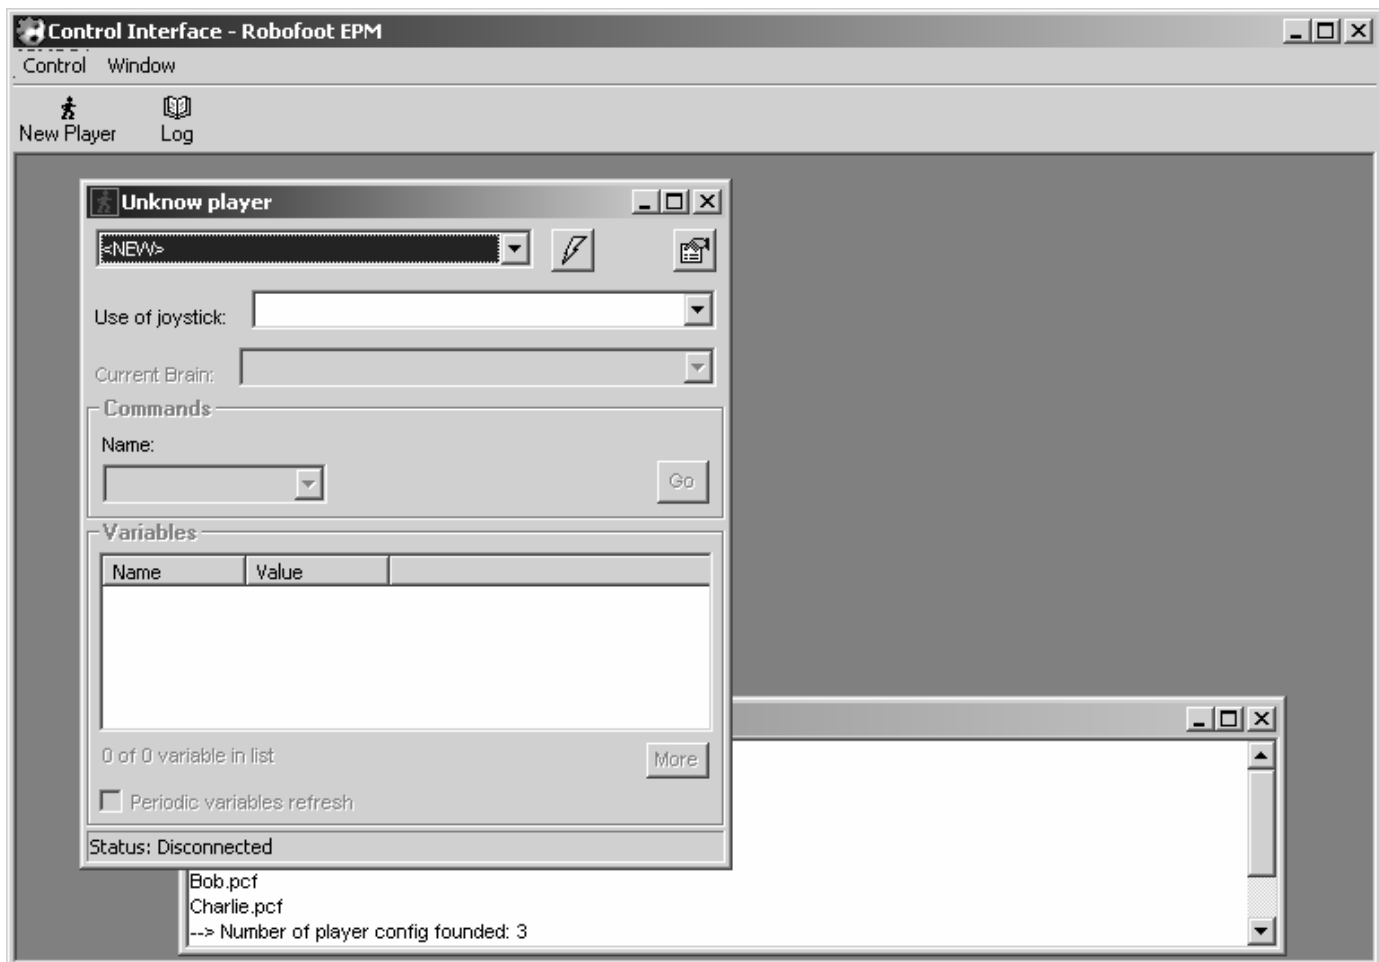 Control Interface - Robofoot EPM
Control Window
New Player Log
Unknow player
<NEW>
Use of joystick:
Current Brain:
Commands
Name:
Go
Variables
Name Value
0 of 0 variable in list
More
Periodic variables refresh
Status: Disconnected
Bob.pcf
Charlie.pcf
--> Number of player config founded: 3